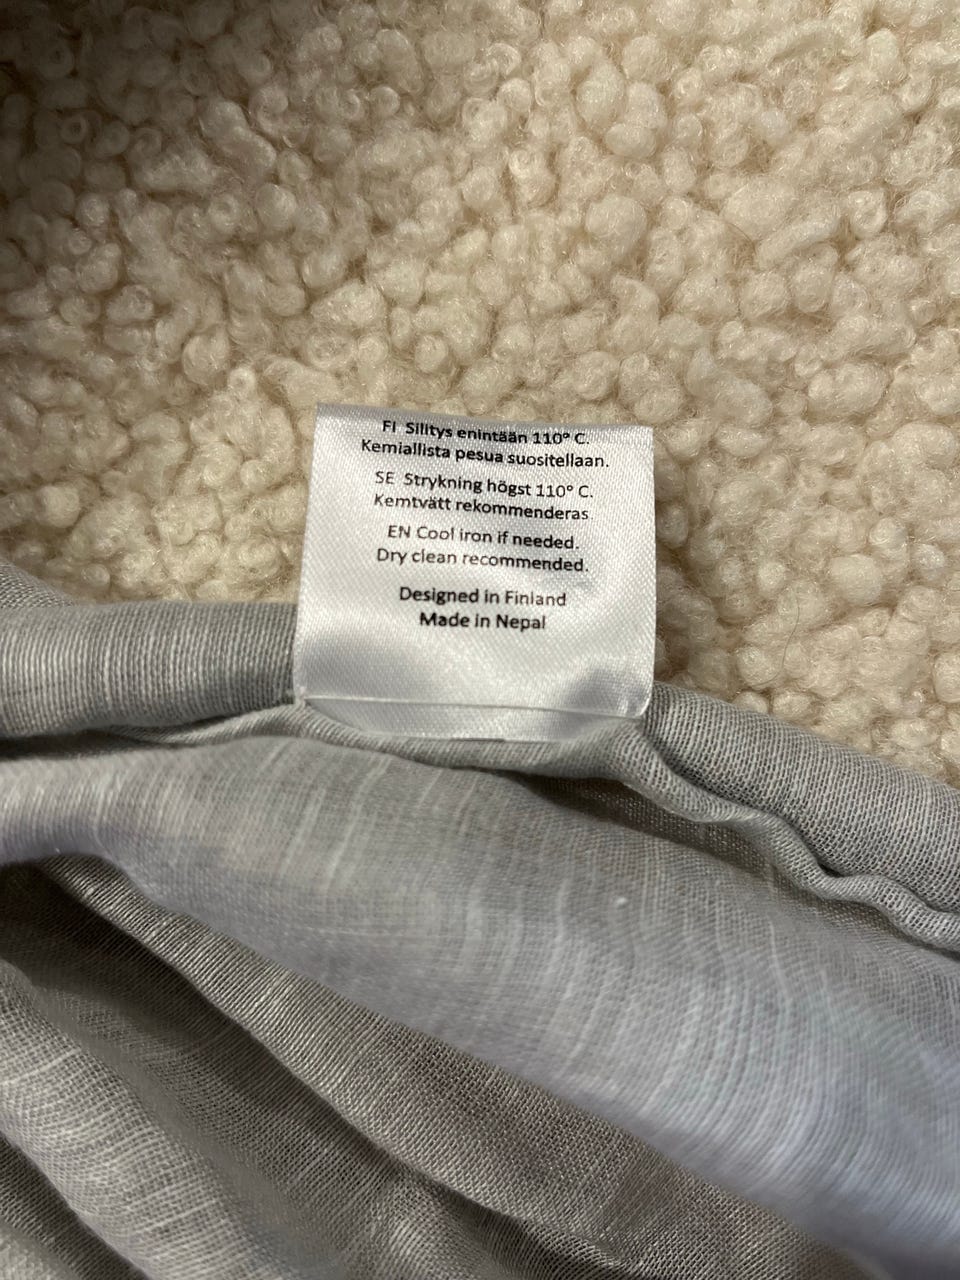 FI Silitys enintään 110° C.
Kemiallista pesua suositellaan.
SE Strykning högst 110° C.
Kemtvätt rekommenderas.
EN Cool iron if needed.
Dry clean recommended.
Designed in Finland
Made in Nepal